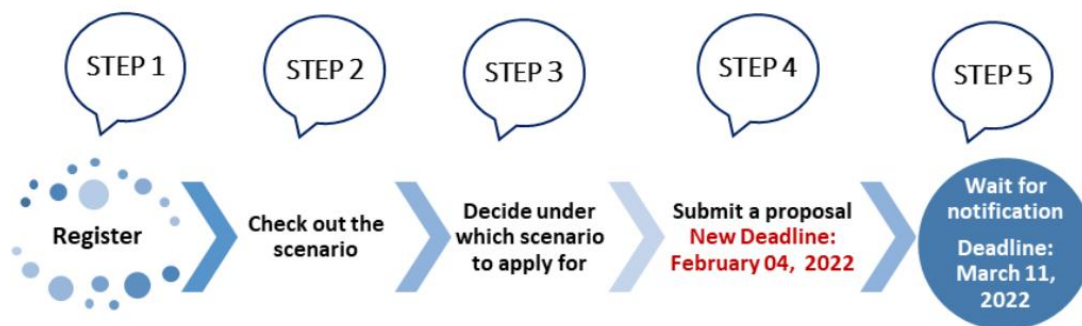 STEP 1
STEP 2
STEP 3
STEP 4
STEP 5
Register
Check out the
scenario
Decide under
which scenario
to apply for
Submit a proposal
New Deadline:
February 04, 2022
Wait for
notification
Deadline:
March 11,
2022